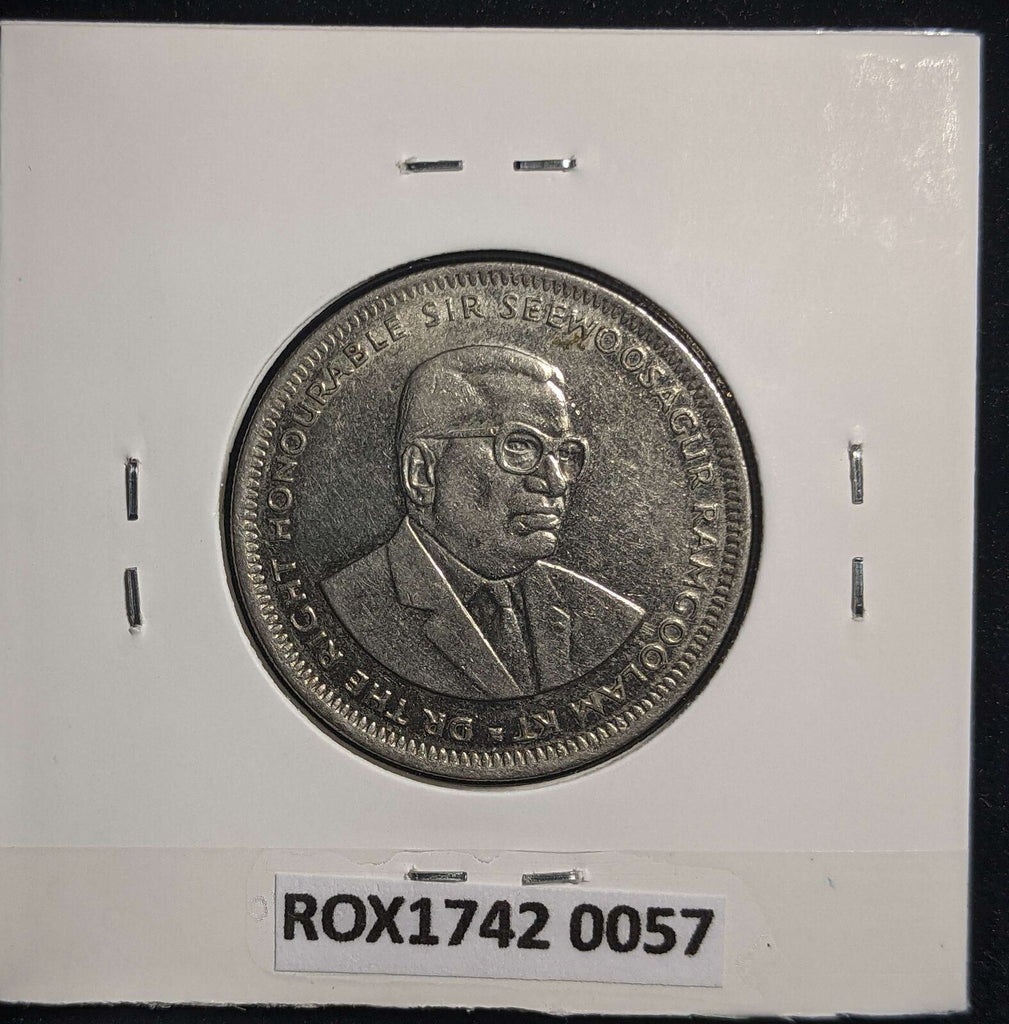 DR THE RIGHT HONOURABLE SIR SEEWOOSAGUR RAMGOOLAM KT -
ROX1742 0057